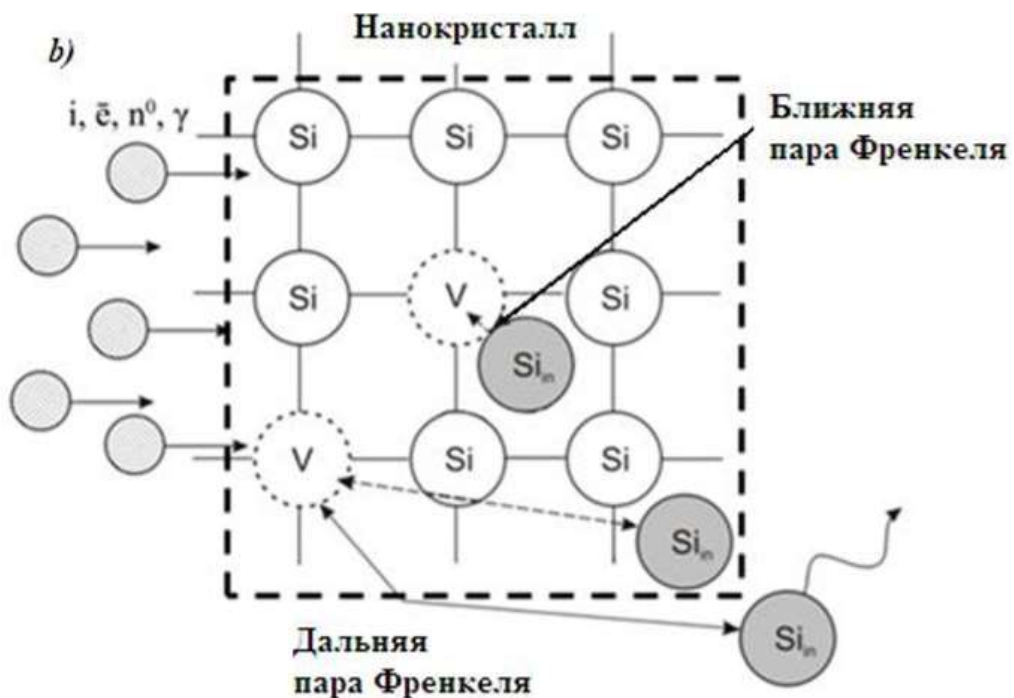 b)
Нанокристалл
i, ē, n⁰, γ
Ближняя
пара Френкеля
Si Si Si
Si V Si
Si_in
V Si Si
Si_in
Si_in
Дальняя
пара Френкеля